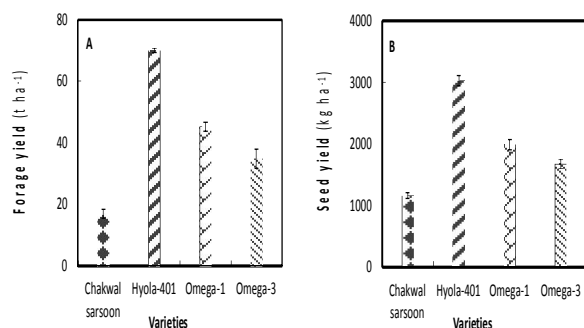 A
Forage yield (t ha-1)
80
60
40
20
0
Chakwal sarsoon
Hyola-401
Omega-1
Omega-3
Varieties
B
Seed yield (kg ha-1)
4000
3000
2000
1000
0
Chakwal sarsoon
Hyola-401
Omega-1
Omega-3
Varieties